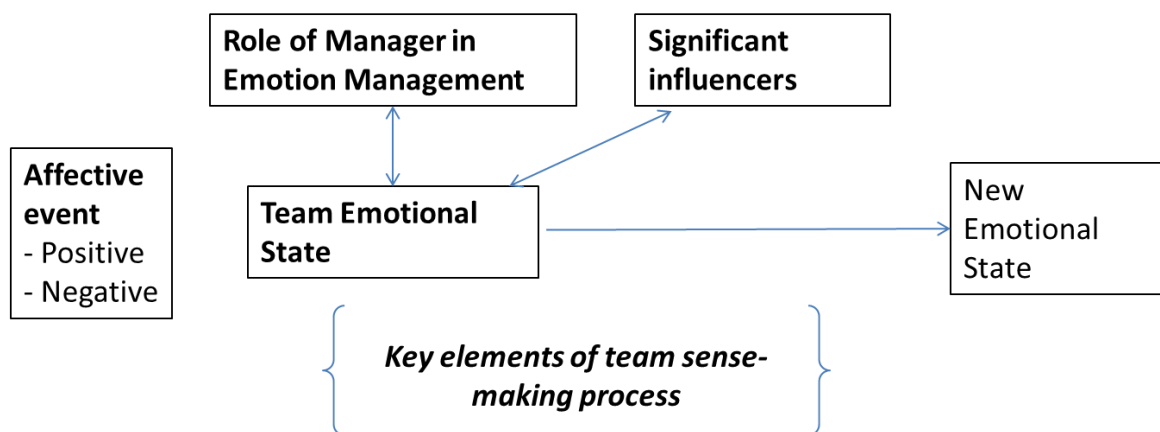 Role of Manager in
Emotion Management
Significant
influencers
Affective
event
- Positive
- Negative
Team Emotional
State
New
Emotional
State
Key elements of team sense-
making process